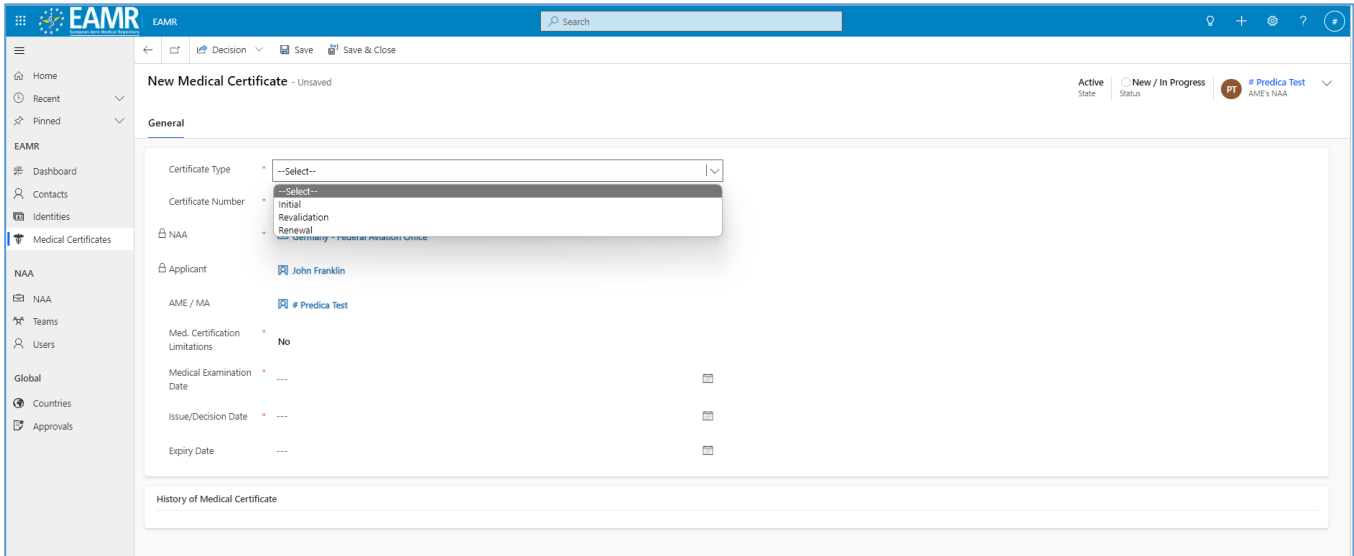 EAMR
European Aero Medical Repository
EAMR
Search
?
#
Decision
Save
Save & Close
Home
Recent
Pinned
EAMR
Dashboard
Contacts
Identities
Medical Certificates
NAA
NAA
Teams
Users
Global
Countries
Approvals
New Medical Certificate - Unsaved
Active
State
New / In Progress
Status
PT
# Predica Test
AME's NAA
General
Certificate Type * --Select--
--Select--
Initial
Revalidation
Renewal
Certificate Number *
NAA * Germany - Federal Aviation Office
Applicant John Franklin
AME / MA # Predica Test
Med. Certification
Limitations * No
Medical Examination
Date * ---
Issue/Decision Date * ---
Expiry Date ---
History of Medical Certificate